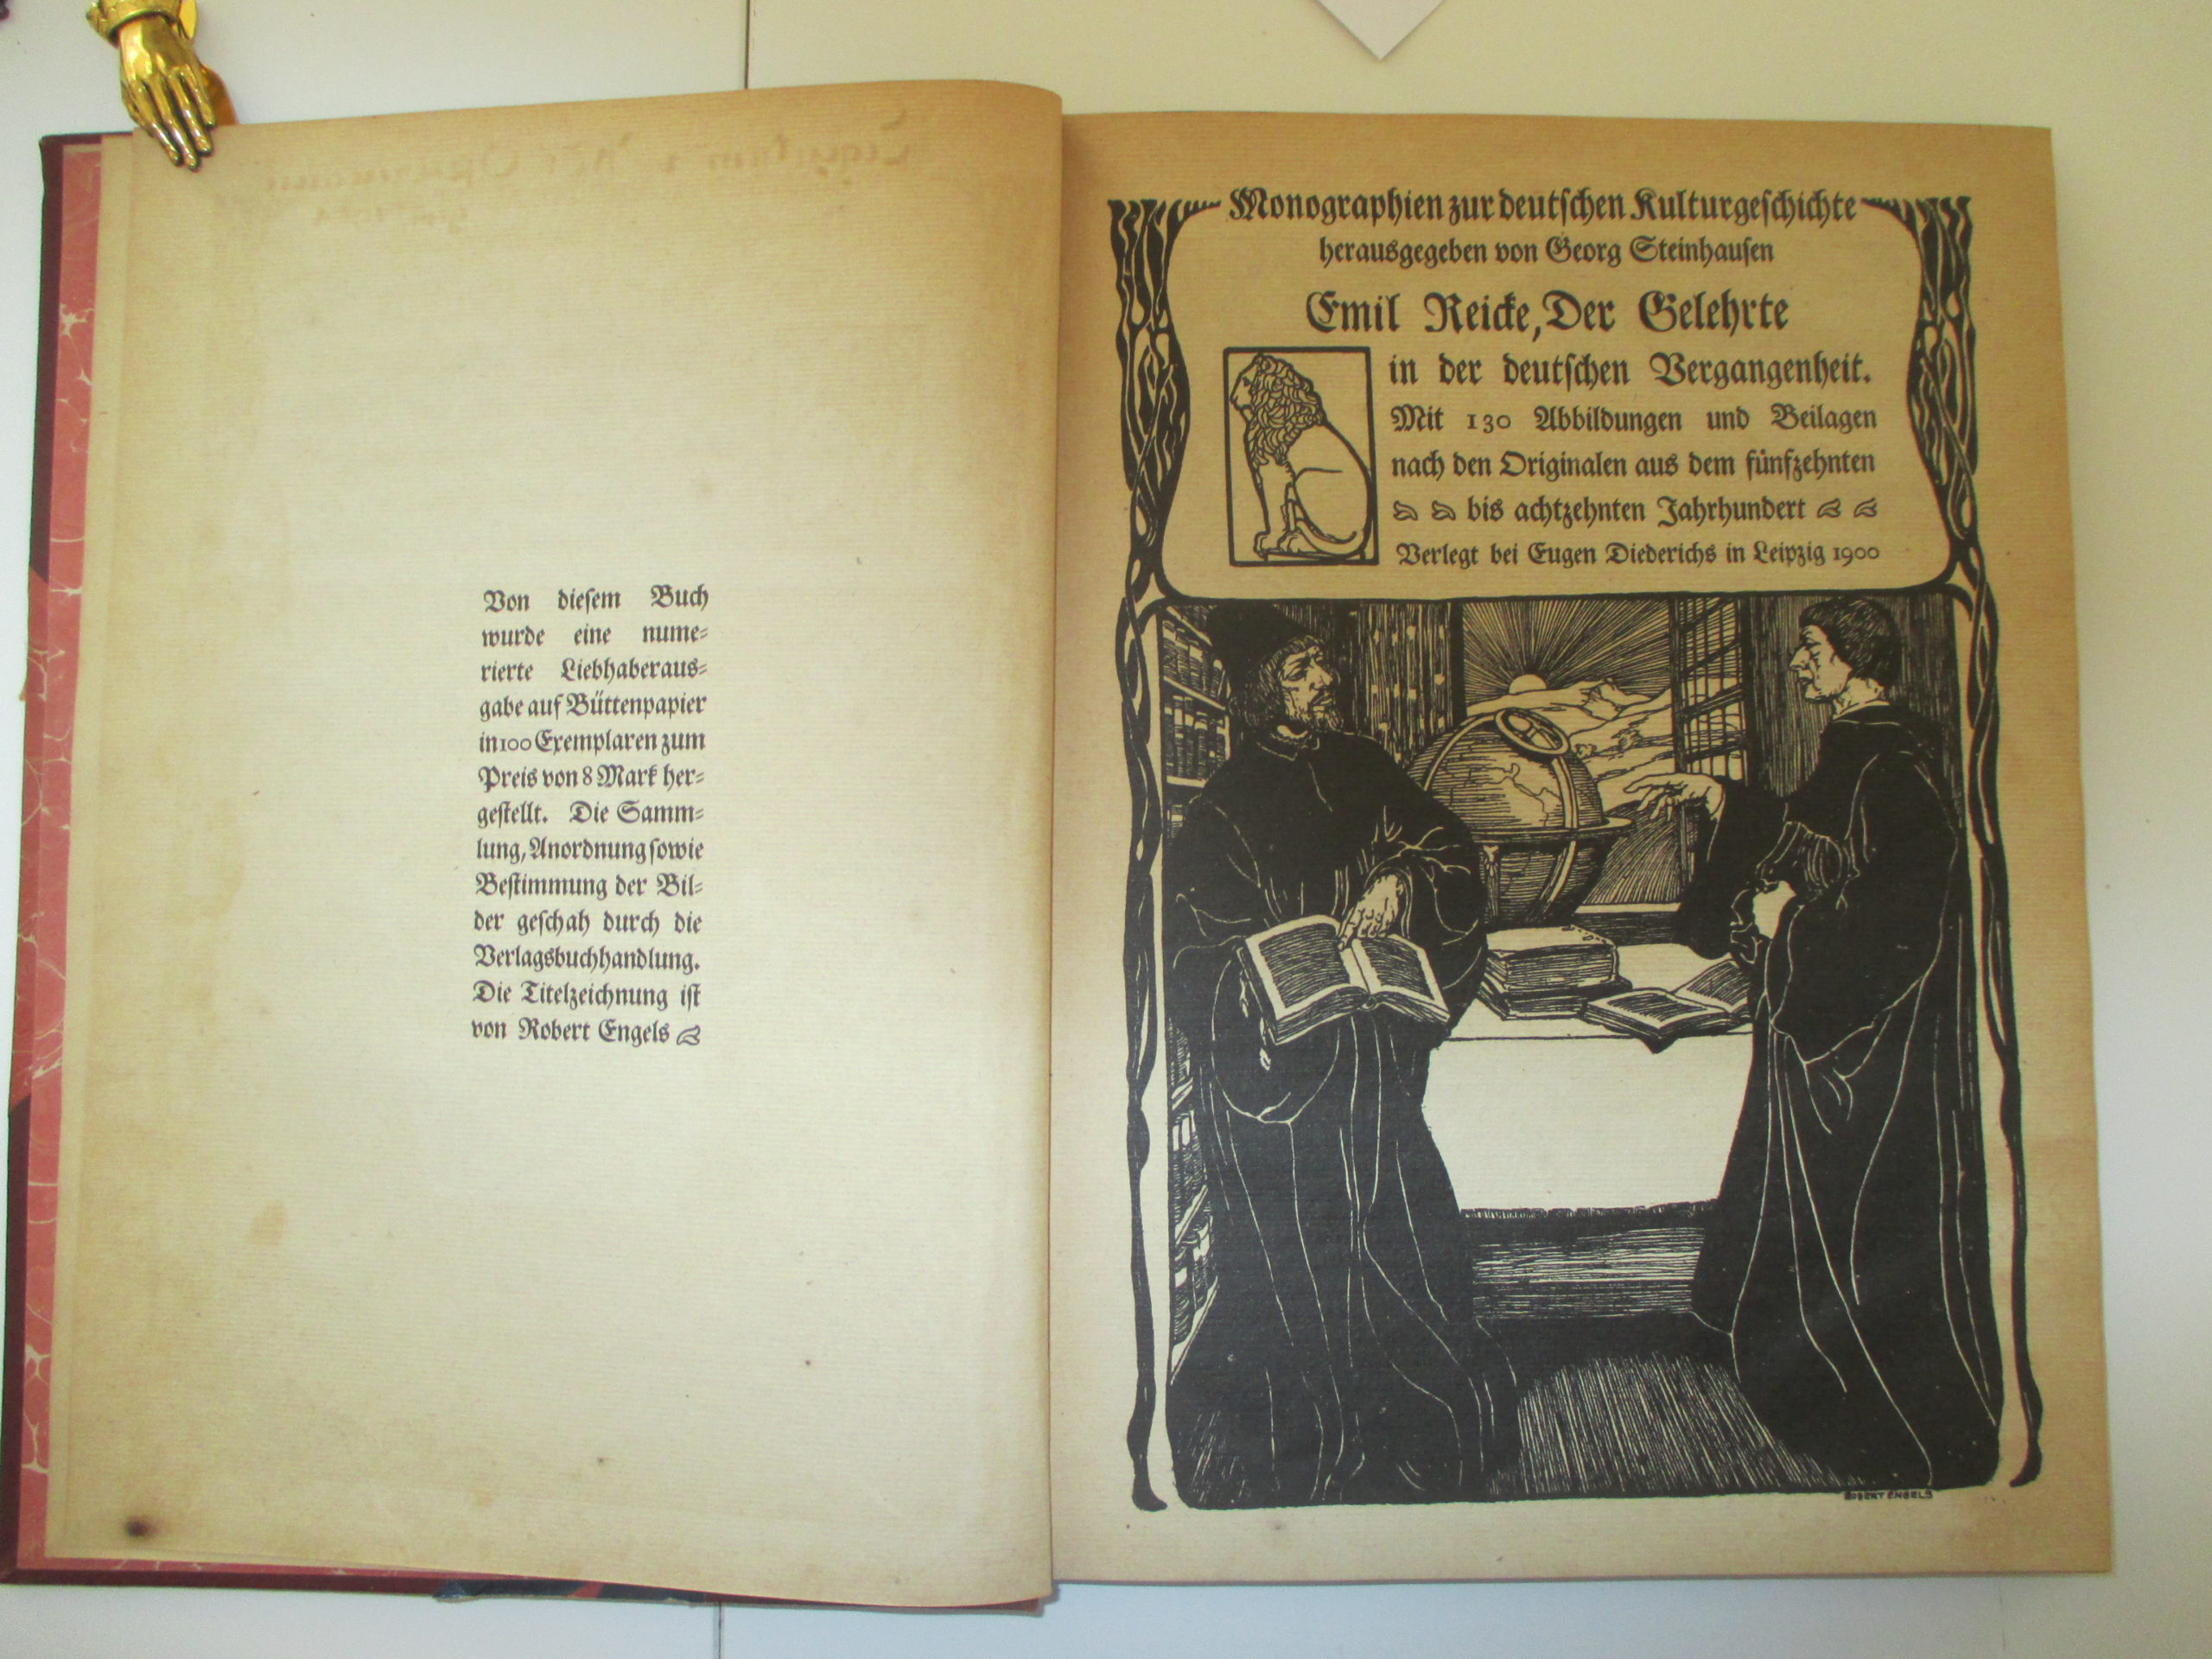 Von dieſem Buch
wurde eine nume⸗
rierte Liebhaberaus⸗
gabe auf Büttenpapier
in 100 Exemplaren zum
Preis von 8 Mark her⸗
geſtellt. Die Samm⸗
lung, Anordnung ſowie
Beſtimmung der Bil⸗
der geſchah durch die
Verlagsbuchhandlung.
Die Titelzeichnung iſt
von Robert Engels
Monographien zur deutſchen Kulturgeſchichte
herausgegeben von Georg Steinhauſen
Emil Reicke, Der Gelehrte
in der deutſchen Vergangenheit.
Mit 130 Abbildungen und Beilagen
nach den Originalen aus dem fünfzehnten
bis achtzehnten Jahrhundert
Verlegt bei Eugen Diederichs in Leipzig 1900
ROBERT ENGELS